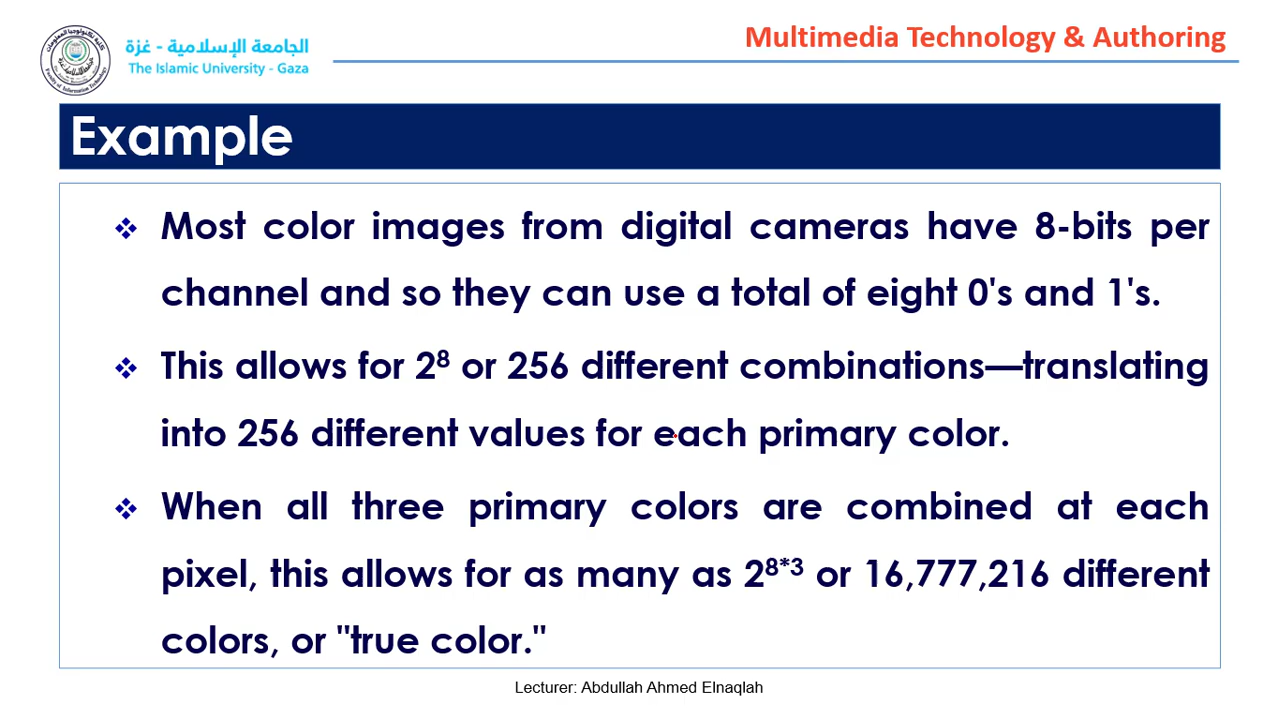 الجامعة الإسلامية - غزة
The Islamic University - Gaza
Multimedia Technology & Authoring
Example
❖ Most color images from digital cameras have 8-bits per
channel and so they can use a total of eight 0's and 1's.
❖ This allows for 2⁸ or 256 different combinations—translating
into 256 different values for each primary color.
❖ When all three primary colors are combined at each
pixel, this allows for as many as 2⁸*³ or 16,777,216 different
colors, or "true color."
Lecturer: Abdullah Ahmed Elnaqlah